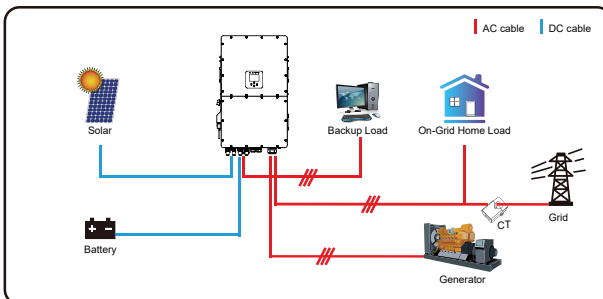 AC cable
DC cable
Solar
Backup Load
On-Grid Home Load
CT
Grid
Battery
Generator